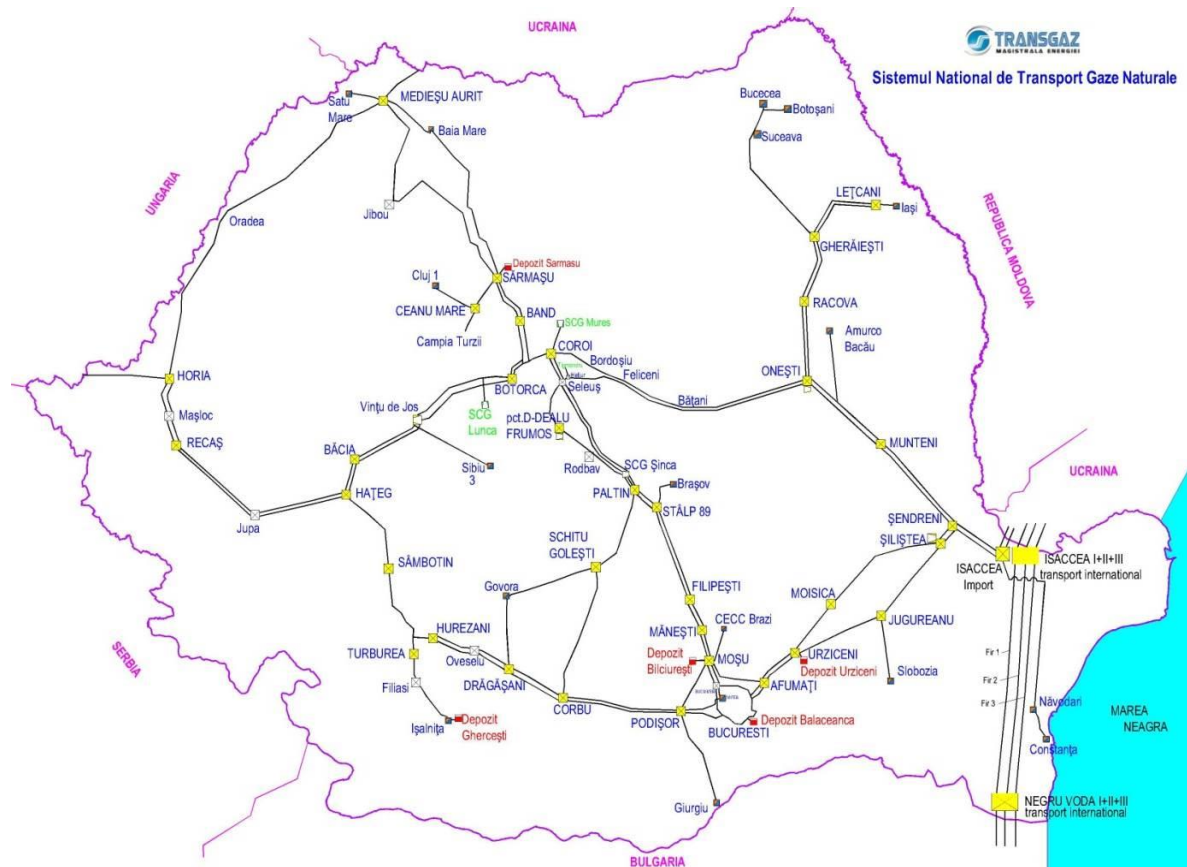 UCRAINA
TRANSGAZ
MAGISTRALA ENERGIEI
Sistemul National de Transport Gaze Naturale
MEDIEŞU AURIT
Satu
Mare
Baia Mare
Bucecea
Botoşani
Suceava
UNGARIA
REPUBLICA MOLDOVA
LEŢCANI
Iaşi
Jibou
Oradea
GHERĂIEŞTI
Depozit Sarmasu
SĂRMAŞU
Cluj 1
CEANU MARE
RACOVA
BAND
Campia Turzii
SCG Mures
Amurco
Bacău
COROI
Bordoşiu
Feliceni
HORIA
BOTORCA
Seleuş
ONEŞTI
Băţani
Maşloc
Vinţu de Jos
SCG
Lunca
pct.D-DEALU
FRUMOS
RECAŞ
BĂCIA
MUNTENI
Sibiu
3
Rodbav
SCG Şinca
UCRAINA
HAŢEG
PALTIN
Braşov
STÂLP 89
Jupa
ŞENDRENI
ŞILIŞTEA
SCHITU
GOLEŞTI
ISACCEA
Import
ISACCEA I+II+III
transport international
SÂMBOTIN
Govora
FILIPEŞTI
MOISICA
CECC Brazi
JUGUREANU
MĂNEŞTI
HUREZANI
SERBIA
TURBUREA
Oveselu
Depozit
Bilciureşti
MOŞU
URZICENI
Depozit Urziceni
Fir 1
Slobozia
Filiasi
DRĂGĂŞANI
Fir 2
AFUMAŢI
CORBU
Fir 3
Năvodari
MAREA
NEAGRA
PODIŞOR
Işalniţa
Depozit
Gherceşti
BUCURESTI
Depozit Balaceanca
Constanţa
Giurgiu
NEGRU VODA I+II+III
transport international
BULGARIA